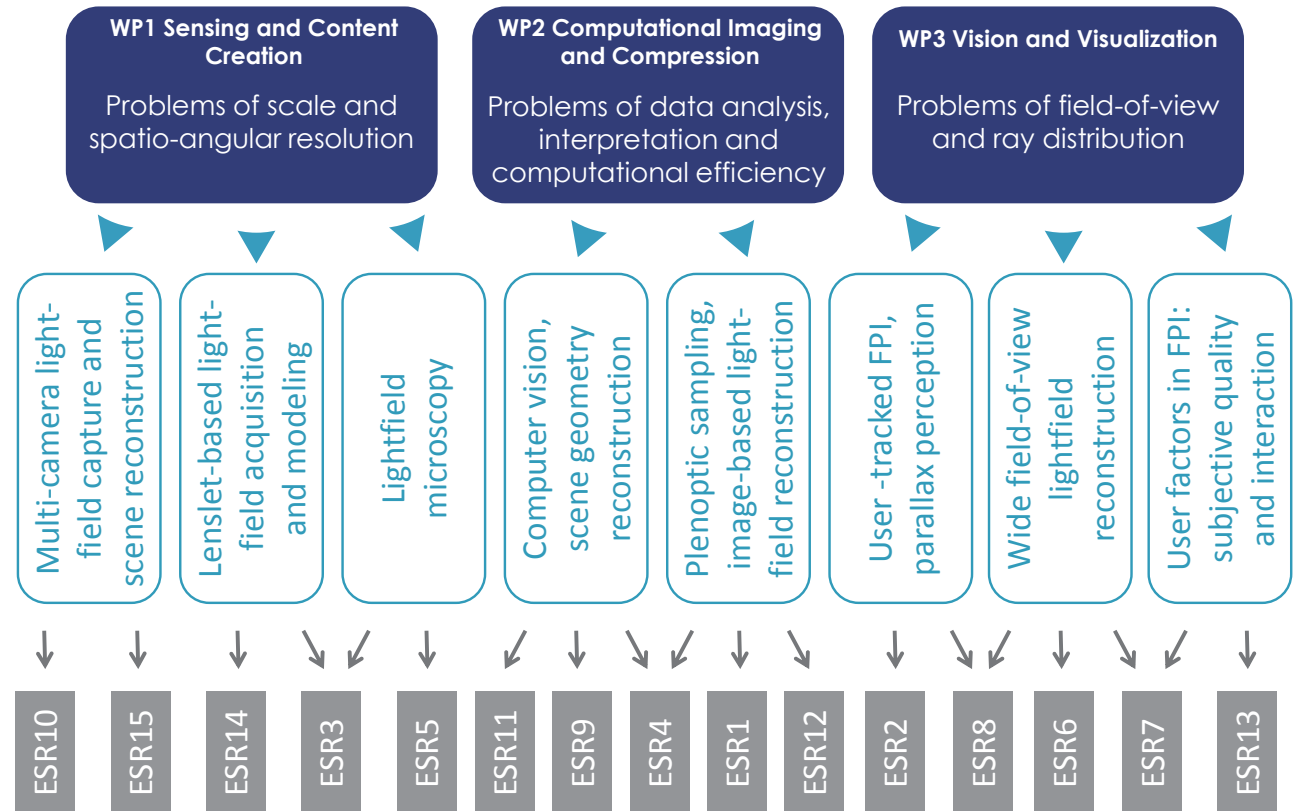 WP1 Sensing and Content
Creation
Problems of scale and
spatio-angular resolution
WP2 Computational Imaging
and Compression
Problems of data analysis,
interpretation and
computational efficiency
WP3 Vision and Visualization
Problems of field-of-view
and ray distribution
Multi-camera light-
field capture and
scene reconstruction
Lenslet-based light-
field acquisition
and modeling
Lightfield
microscopy
Computer vision,
scene geometry
reconstruction
Plenoptic sampling,
image-based light-
field reconstruction
User -tracked FPI,
parallax perception
Wide field-of-view
lightfield
reconstruction
User factors in FPI:
subjective quality
and interaction
ESR10
ESR15
ESR14
ESR3
ESR5
ESR11
ESR9
ESR4
ESR1
ESR12
ESR2
ESR8
ESR6
ESR7
ESR13